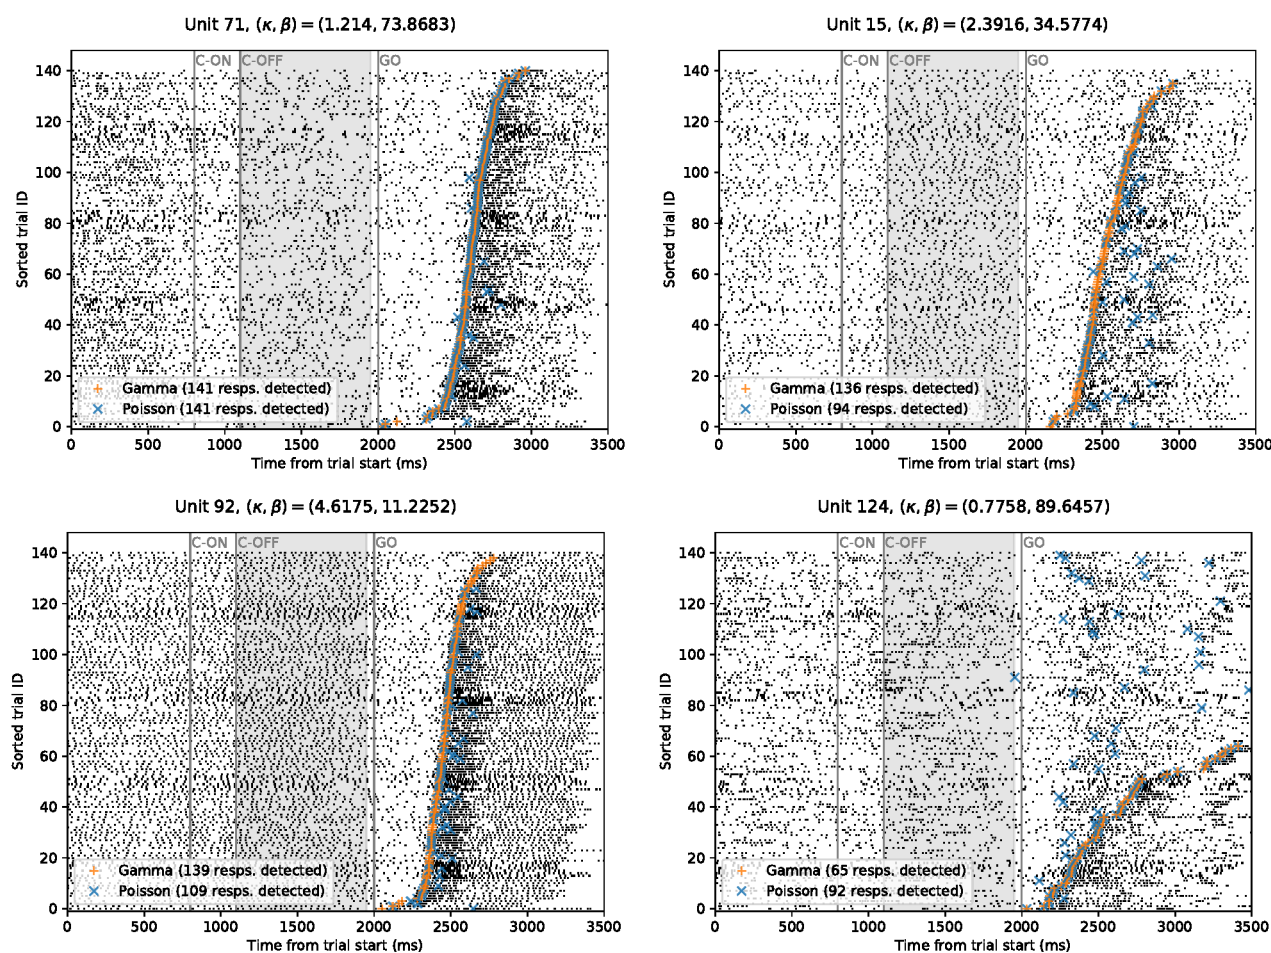 Unit 71, (κ, β) = (1.214, 73.8683)
C-ON C-OFF GO
140
120
100
80
60
40
20
0
Sorted trial ID
Gamma (141 resps. detected)
Poisson (141 resps. detected)
0 500 1000 1500 2000 2500 3000 3500
Time from trial start (ms)
Unit 15, (κ, β) = (2.3916, 34.5774)
C-ON C-OFF GO
140
120
100
80
60
40
20
0
Sorted trial ID
Gamma (136 resps. detected)
Poisson (94 resps. detected)
0 500 1000 1500 2000 2500 3000 3500
Time from trial start (ms)
Unit 92, (κ, β) = (4.6175, 11.2252)
C-ON C-OFF GO
140
120
100
80
60
40
20
0
Sorted trial ID
Gamma (139 resps. detected)
Poisson (109 resps. detected)
0 500 1000 1500 2000 2500 3000 3500
Time from trial start (ms)
Unit 124, (κ, β) = (0.7758, 89.6457)
C-ON C-OFF GO
140
120
100
80
60
40
20
0
Sorted trial ID
Gamma (65 resps. detected)
Poisson (92 resps. detected)
0 500 1000 1500 2000 2500 3000 3500
Time from trial start (ms)